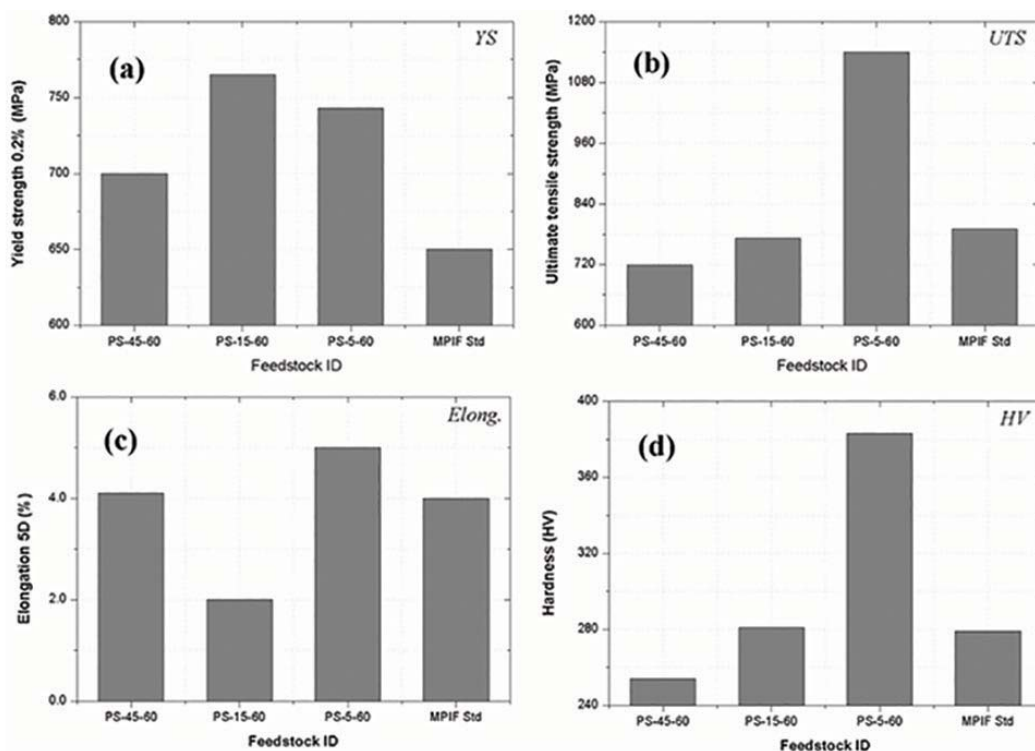 800
750
700
650
600
Yield strength 0.2% (MPa)
(a)
YS
PS-45-60 PS-15-60 PS-5-60 MPIF Std
Feedstock ID
1200
1080
960
840
720
600
Ultimate tensile strength (MPa)
(b)
UTS
PS-45-60 PS-15-60 PS-5-60 MPIF Std
Feedstock ID
6.0
4.0
2.0
0.0
Elongation 5D (%)
(c)
Elong.
PS-45-60 PS-15-60 PS-5-60 MPIF Std
Feedstock ID
400
360
320
280
240
Hardness (HV)
(d)
HV
PS-45-60 PS-15-60 PS-5-60 MPIF Std
Feedstock ID